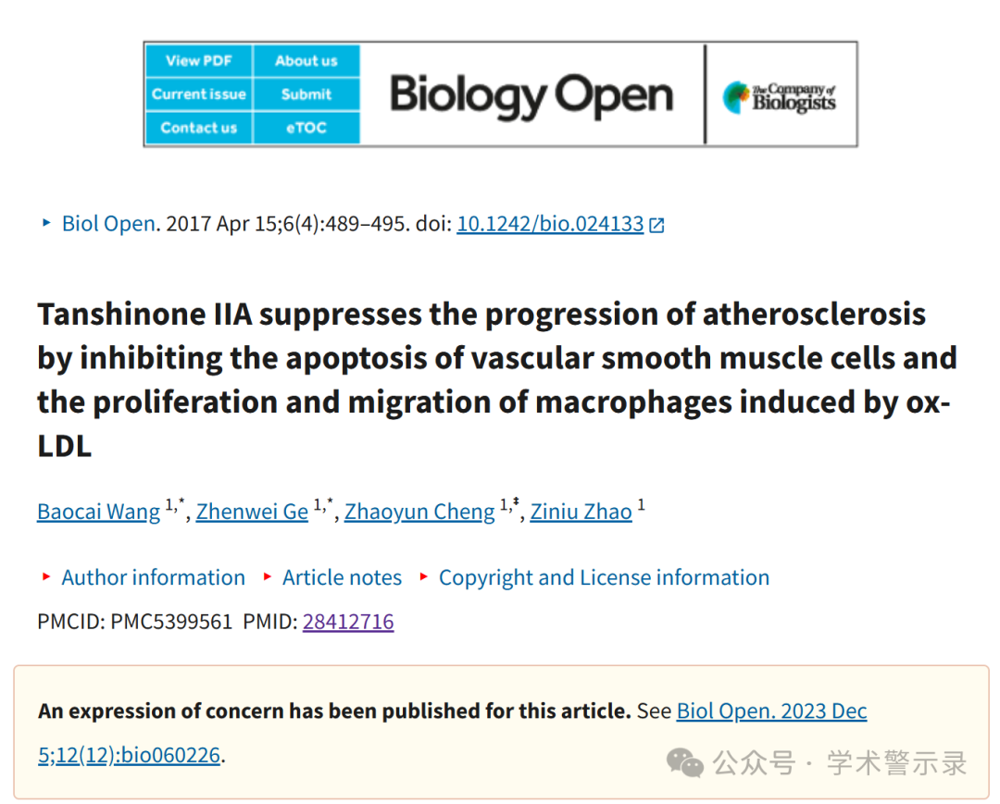 View PDF
About us
Current issue
Submit
Contact us
eTOC
Biology Open
The Company of
Biologists
Biol Open. 2017 Apr 15;6(4):489–495. doi: 10.1242/bio.024133
Tanshinone IIA suppresses the progression of atherosclerosis
by inhibiting the apoptosis of vascular smooth muscle cells and
the proliferation and migration of macrophages induced by ox-
LDL
Baocai Wang 1,*, Zhenwei Ge 1,*, Zhaoyun Cheng 1,‡, Ziniu Zhao 1
Author information Article notes Copyright and License information
PMCID: PMC5399561 PMID: 28412716
An expression of concern has been published for this article. See Biol Open. 2023 Dec
5;12(12):bio060226.
公众号 · 学术警示录